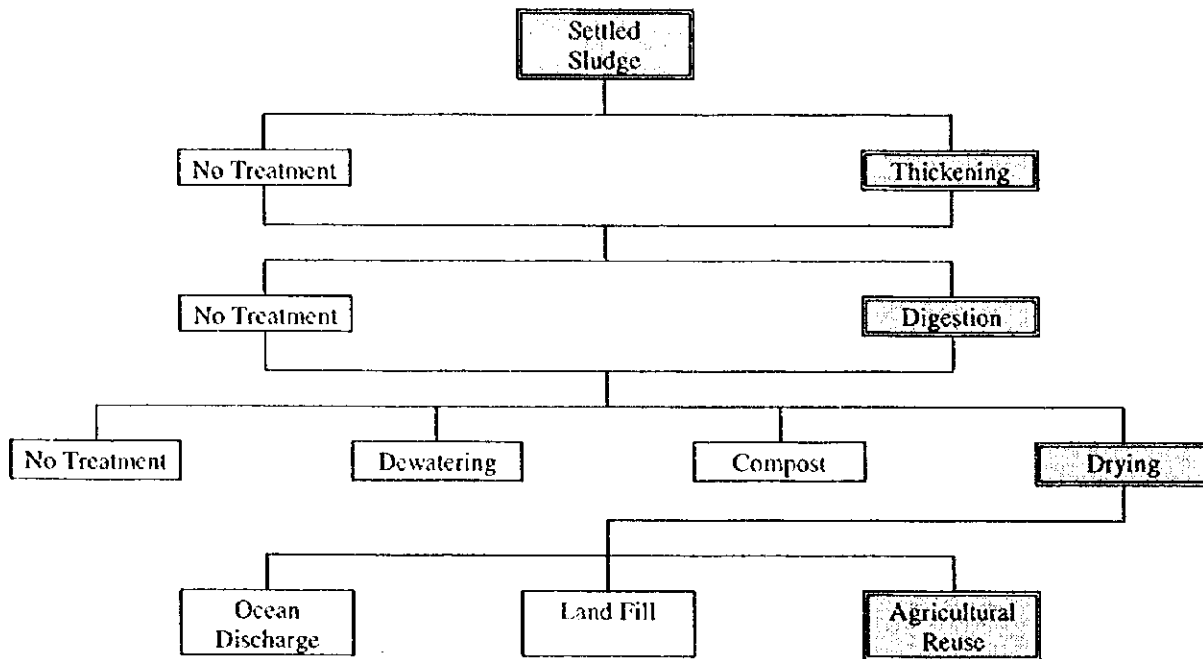 Settled
Sludge
No Treatment
Thickening
No Treatment
Digestion
No Treatment
Dewatering
Compost
Drying
Ocean
Discharge
Land Fill
Agricultural
Reuse